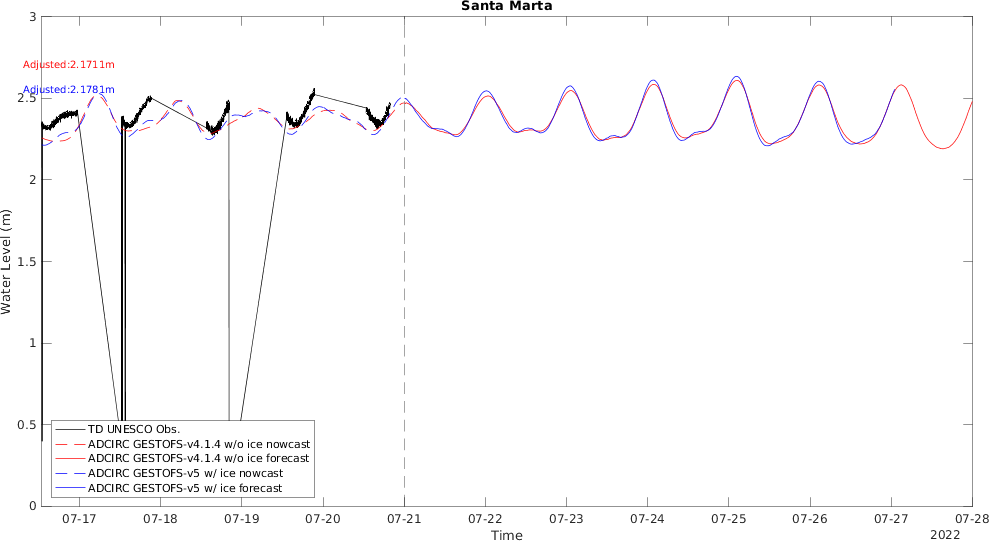 Santa Marta
3
Adjusted:2.1711m
Adjusted:2.1781m
2.5
2
1.5
1
0.5
0
Water Level (m)
TD UNESCO Obs.
ADCIRC GESTOFS-v4.1.4 w/o ice nowcast
ADCIRC GESTOFS-v4.1.4 w/o ice forecast
ADCIRC GESTOFS-v5 w/ ice nowcast
ADCIRC GESTOFS-v5 w/ ice forecast
07-17 07-18 07-19 07-20 07-21 07-22 07-23 07-24 07-25 07-26 07-27 07-28
Time
2022